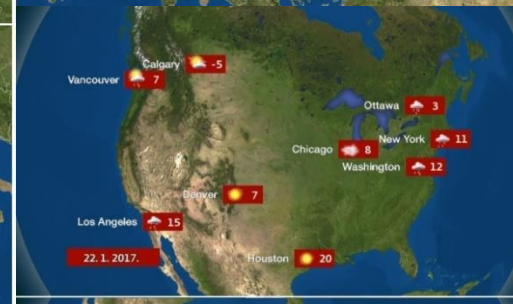 Calgary -5
Vancouver 7
Ottawa 3
New York 11
Chicago 8
Washington 12
Denver 7
Los Angeles 15
22. 1. 2017.
Houston 20